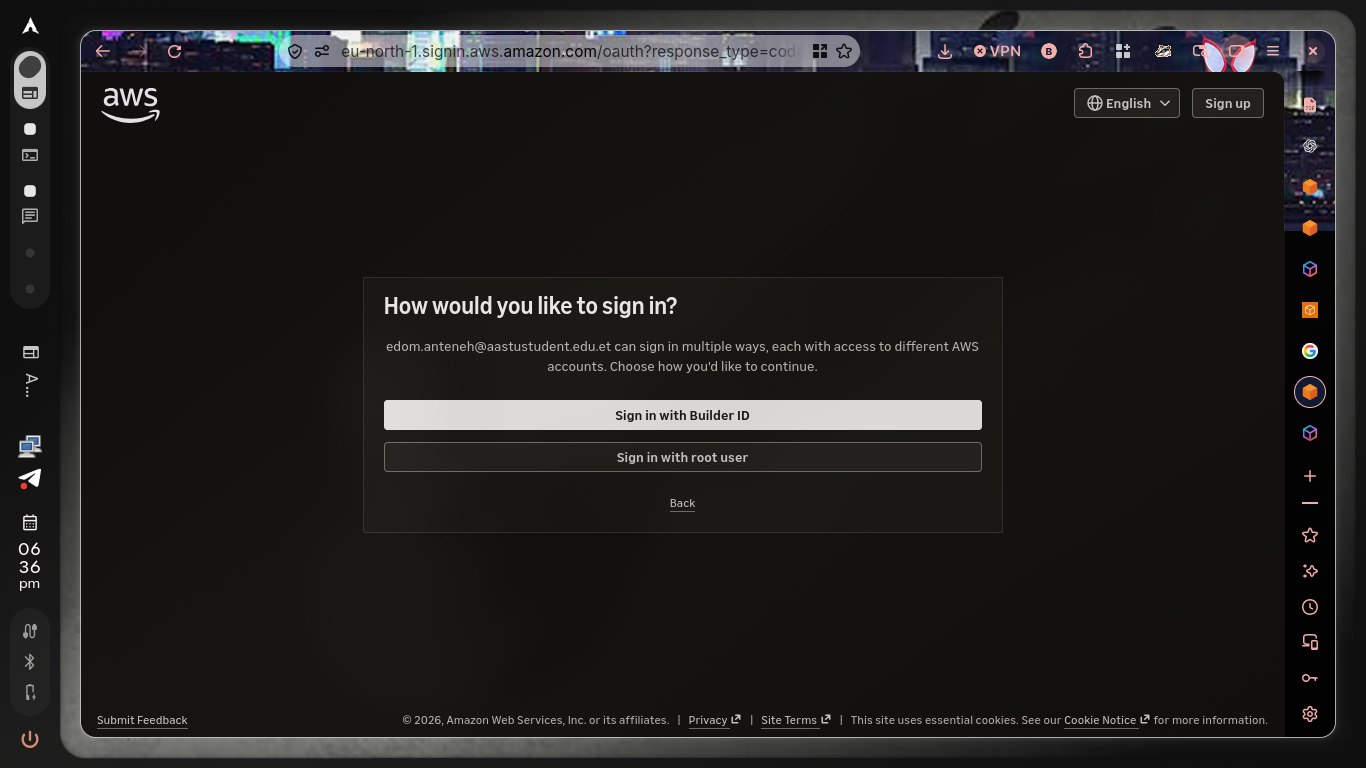 eu-north-1.signin.aws.amazon.com/oauth?response_type=cod
VPN
B
aws
English
Sign up
How would you like to sign in?
edom.anteneh@aastustudent.edu.et can sign in multiple ways, each with access to different AWS
accounts. Choose how you'd like to continue.
Sign in with Builder ID
Sign in with root user
Back
A...
06
36
pm
Submit Feedback
© 2026, Amazon Web Services, Inc. or its affiliates. | Privacy | Site Terms | This site uses essential cookies. See our Cookie Notice for more information.